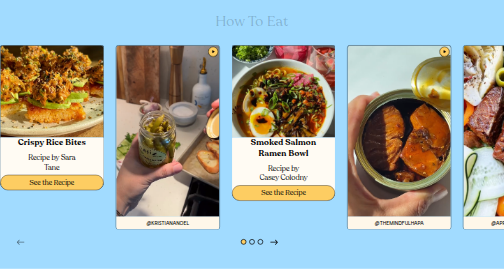 How To Eat
Crispy Rice Bites
Recipe by Sara
Tane
See the Recipe
@KRISTIANANDEL
Smoked Salmon
Ramen Bowl
Recipe by
Casey Colodny
See the Recipe
@THEMINDFULHAPA